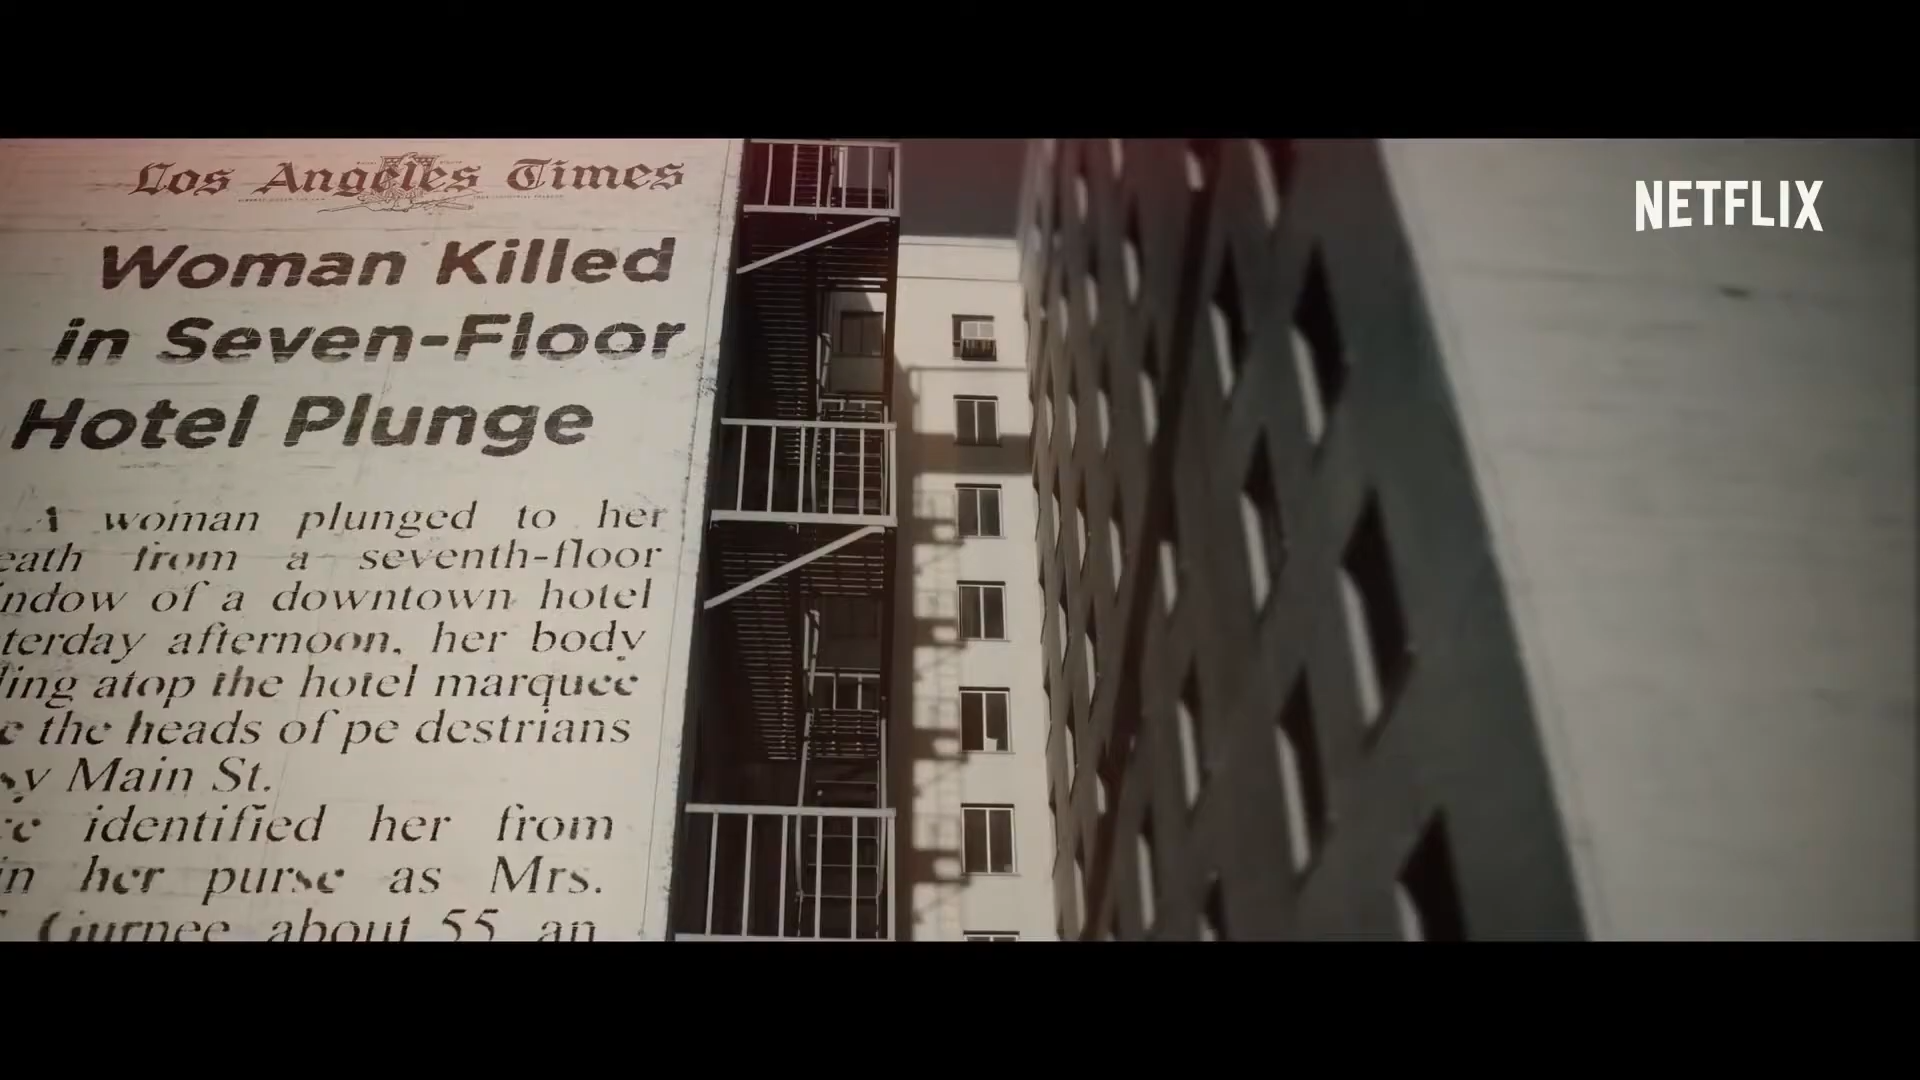 Los Angeles Times
NETFLIX
Woman Killed
in Seven-Floor
Hotel Plunge
A woman plunged to her
eath from a seventh-floor
ndow of a downtown hotel
terday afternoon, her body
ling atop the hotel marquee
e the heads of pe destrians
y Main St.
identified her from
in her purse as Mrs.
Gurnee about 55 an